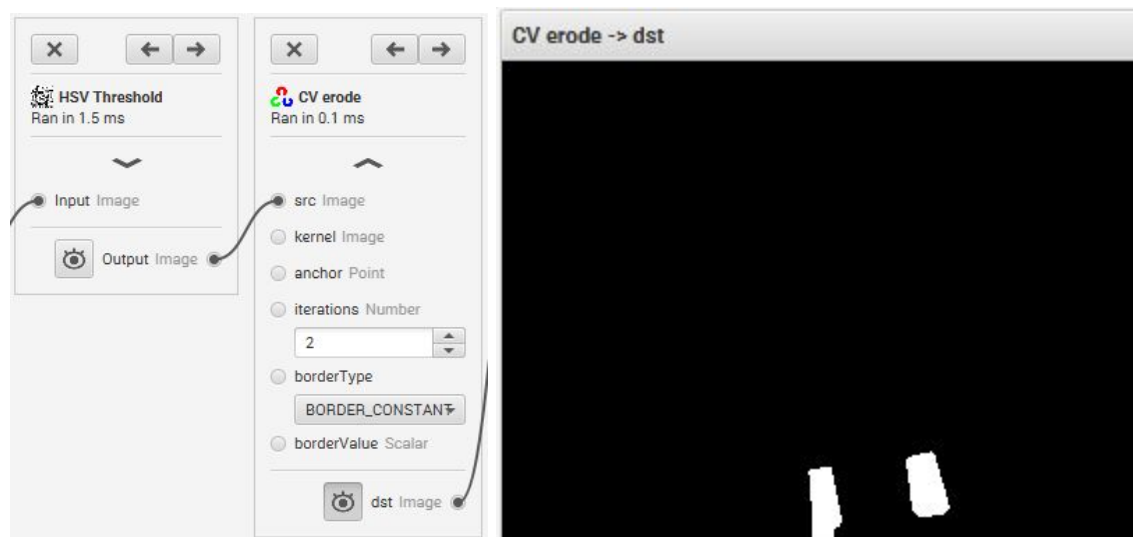 HSV Threshold
Ran in 1.5 ms
Input Image
Output Image
CV erode
Ran in 0.1 ms
src Image
kernel Image
anchor Point
iterations Number
2
borderType
BORDER_CONSTANT
borderValue Scalar
dst Image
CV erode -> dst